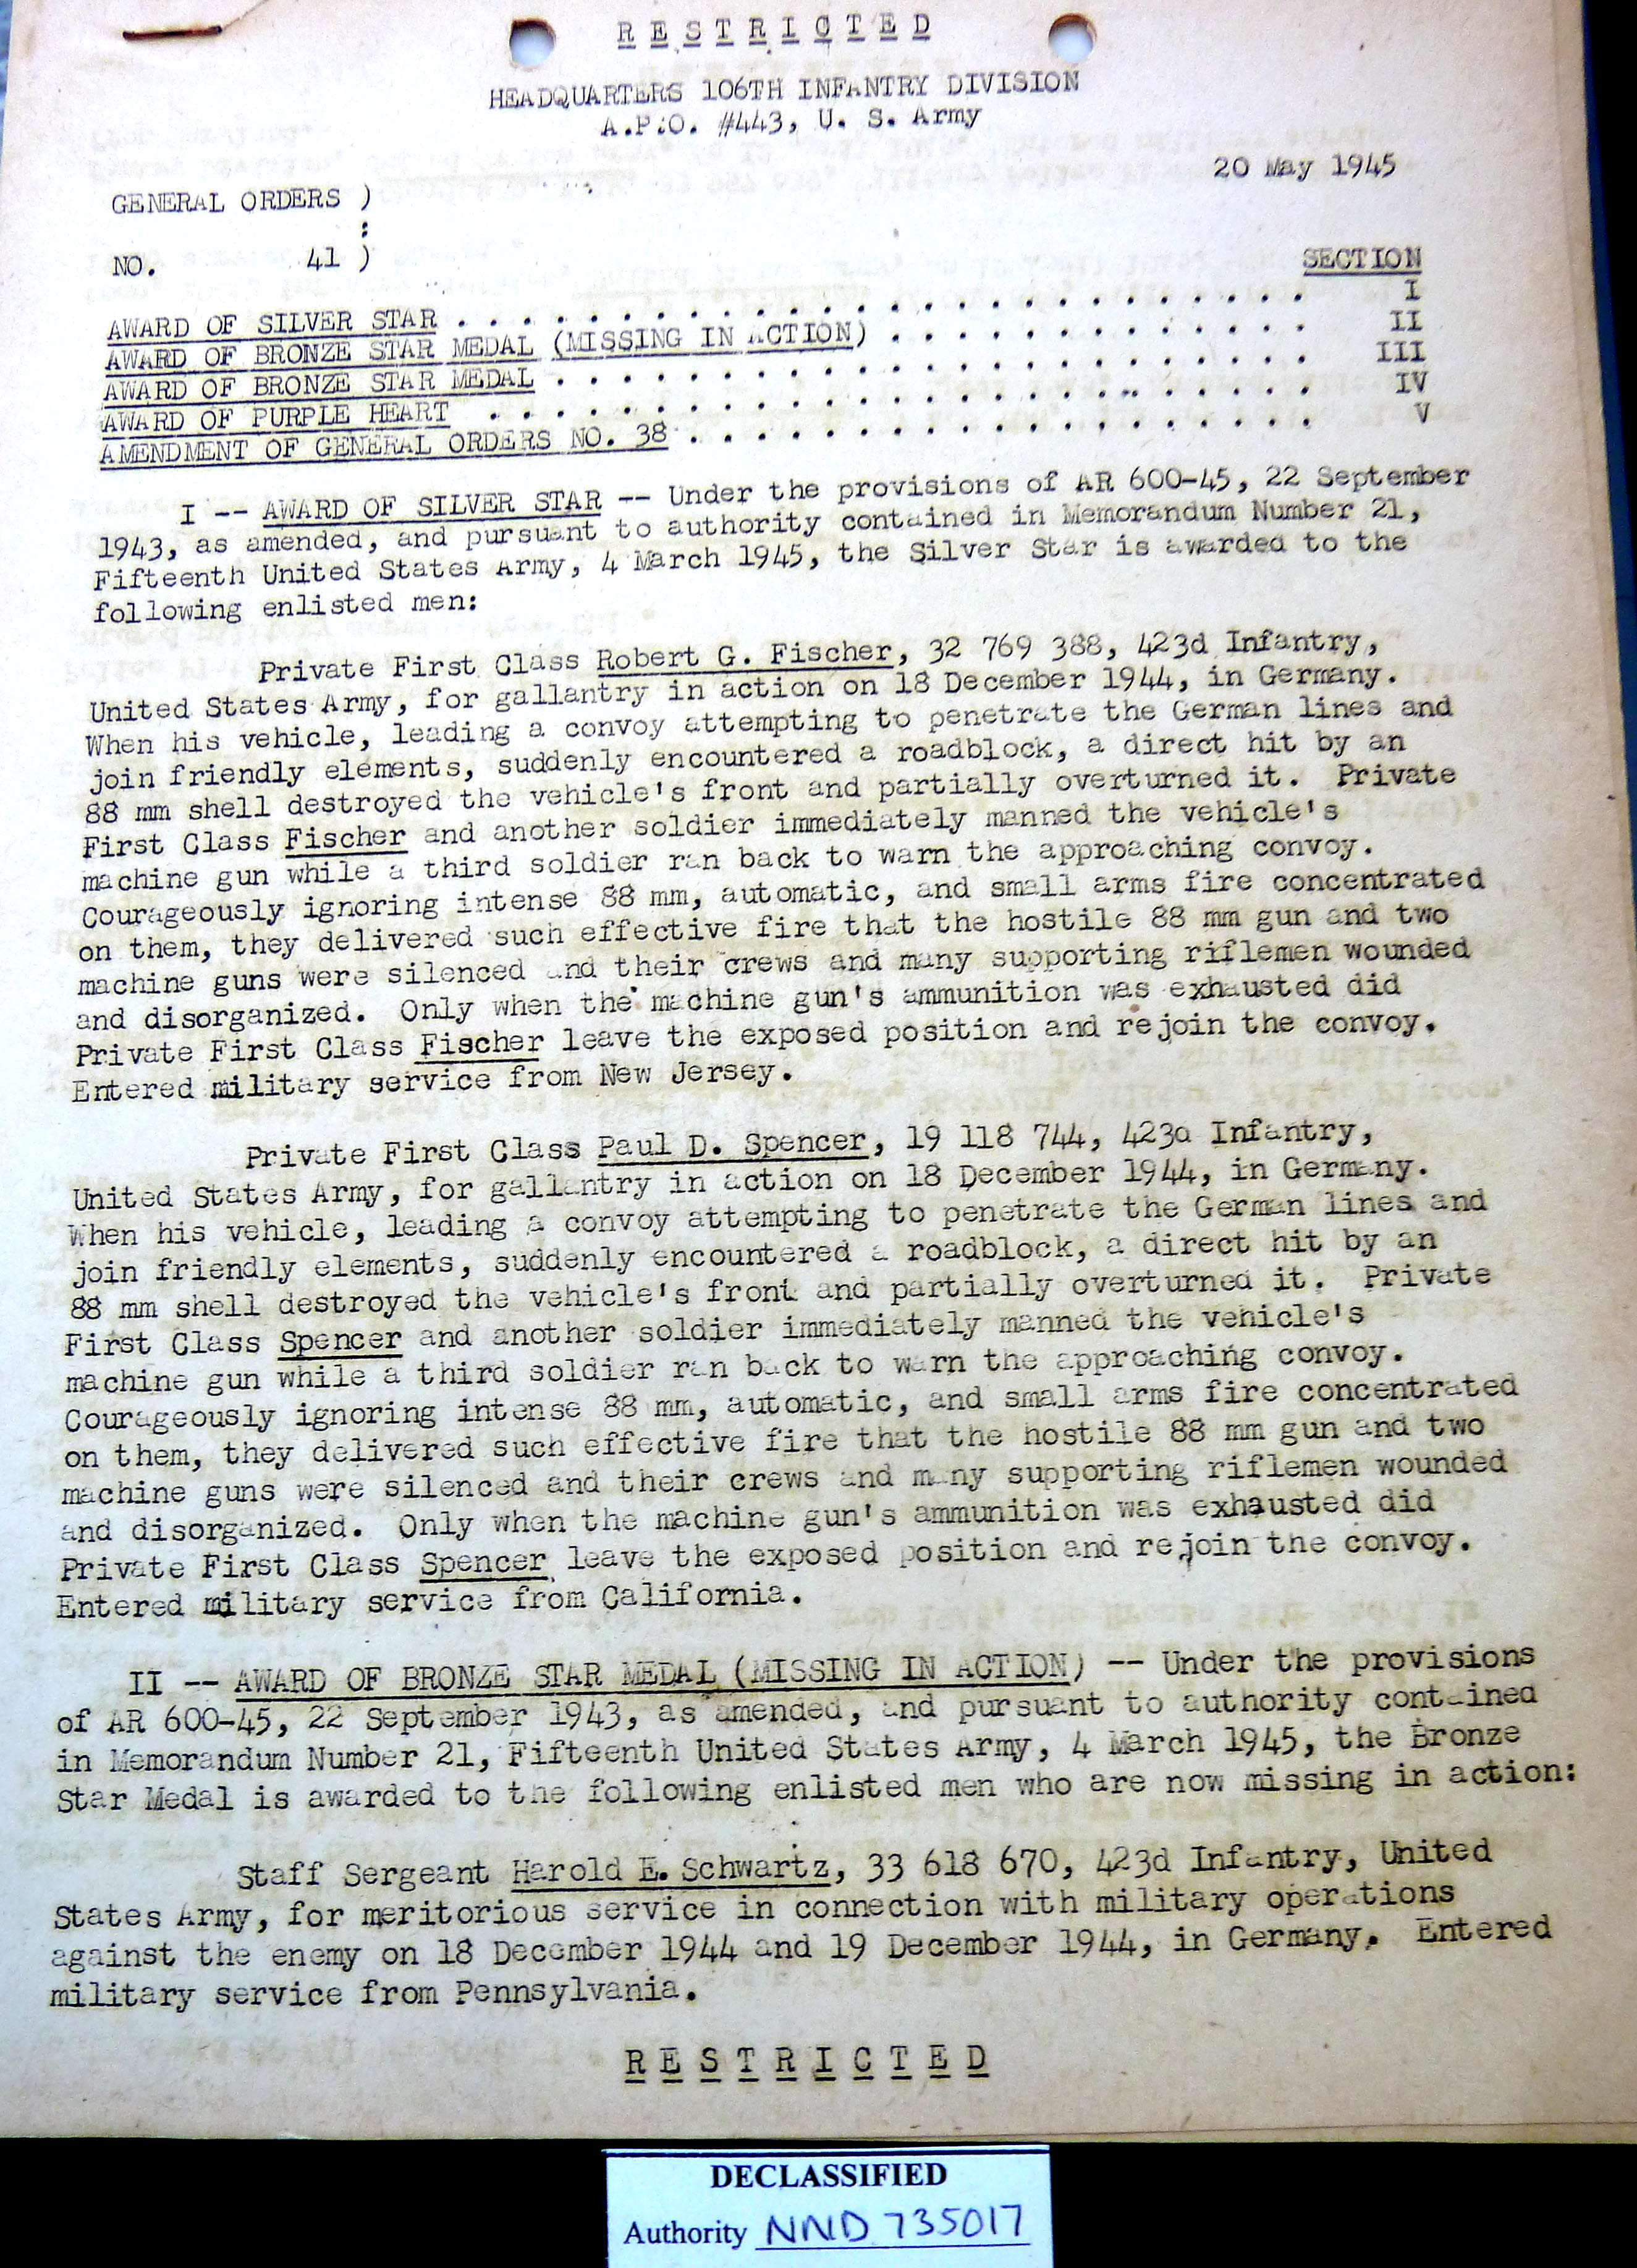 R E S T R I C T E D
HEADQUARTERS 106TH INFANTRY DIVISION
A.P.O. #443, U. S. Army
20 May 1945
GENERAL ORDERS )
:
NO. 41 )
SECTION
AWARD OF SILVER STAR . . . . . . . . . . . . . . . . . . . . . . . . . . I
AWARD OF BRONZE STAR MEDAL (MISSING IN ACTION) . . . . . . . . . . . . . II
AWARD OF BRONZE STAR MEDAL . . . . . . . . . . . . . . . . . . . . . . . III
AWARD OF PURPLE HEART . . . . . . . . . . . . . . . . . . . . . . . . . IV
AMENDMENT OF GENERAL ORDERS NO. 38 . . . . . . . . . . . . . . . . . . . V
I -- AWARD OF SILVER STAR -- Under the provisions of AR 600-45, 22 September
1943, as amended, and pursuant to authority contained in Memorandum Number 21,
Fifteenth United States Army, 4 March 1945, the Silver Star is awarded to the
following enlisted men:
Private First Class Robert G. Fischer, 32 769 388, 423d Infantry,
United States Army, for gallantry in action on 18 December 1944, in Germany.
When his vehicle, leading a convoy attempting to penetrate the German lines and
join friendly elements, suddenly encountered a roadblock, a direct hit by an
88 mm shell destroyed the vehicle's front and partially overturned it. Private
First Class Fischer and another soldier immediately manned the vehicle's
machine gun while a third soldier ran back to warn the approaching convoy.
Courageously ignoring intense 88 mm, automatic, and small arms fire concentrated
on them, they delivered such effective fire that the hostile 88 mm gun and two
machine guns were silenced and their crews and many supporting riflemen wounded
and disorganized. Only when the machine gun's ammunition was exhausted did
Private First Class Fischer leave the exposed position and rejoin the convoy.
Entered military service from New Jersey.
Private First Class Paul D. Spencer, 19 118 744, 423d Infantry,
United States Army, for gallantry in action on 18 December 1944, in Germany.
When his vehicle, leading a convoy attempting to penetrate the German lines and
join friendly elements, suddenly encountered a roadblock, a direct hit by an
88 mm shell destroyed the vehicle's front and partially overturned it. Private
First Class Spencer and another soldier immediately manned the vehicle's
machine gun while a third soldier ran back to warn the approaching convoy.
Courageously ignoring intense 88 mm, automatic, and small arms fire concentrated
on them, they delivered such effective fire that the hostile 88 mm gun and two
machine guns were silenced and their crews and many supporting riflemen wounded
and disorganized. Only when the machine gun's ammunition was exhausted did
Private First Class Spencer leave the exposed position and rejoin the convoy.
Entered military service from California.
II -- AWARD OF BRONZE STAR MEDAL (MISSING IN ACTION) -- Under the provisions
of AR 600-45, 22 September 1943, as amended, and pursuant to authority contained
in Memorandum Number 21, Fifteenth United States Army, 4 March 1945, the Bronze
Star Medal is awarded to the following enlisted men who are now missing in action:
Staff Sergeant Harold E. Schwartz, 33 618 670, 423d Infantry, United
States Army, for meritorious service in connection with military operations
against the enemy on 18 December 1944 and 19 December 1944, in Germany. Entered
military service from Pennsylvania.
R E S T R I C T E D
DECLASSIFIED
Authority NND 735017